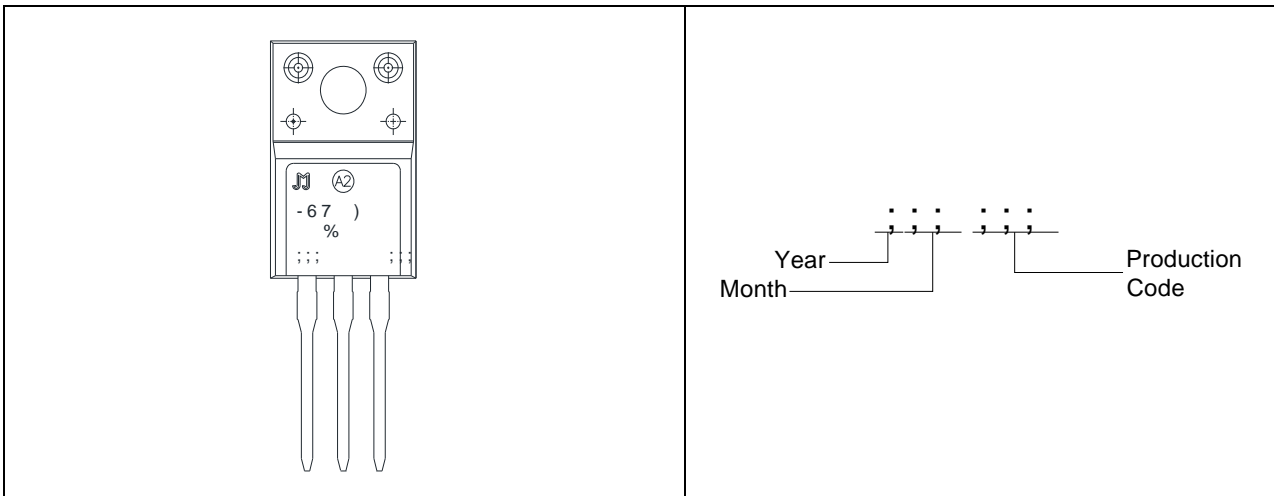 JJ A2
-67 )
%
;;; ;;;
;;; ;;;
Year
Month
Production
Code